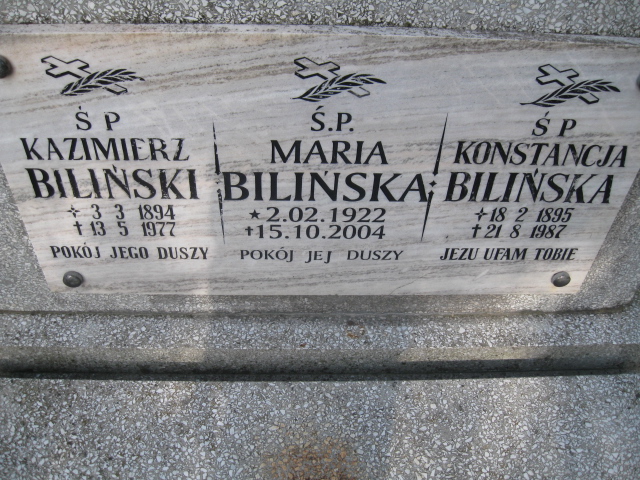 Ś P
KAZIMIERZ
BILIŃSKI
✢ 3 3 1894
✝ 13 5 1977
POKÓJ JEGO DUSZY
Ś.P.
MARIA
BILIŃSKA
★ 2.02.1922
✝ 15.10.2004
POKÓJ JEJ DUSZY
Ś P
KONSTANCJA
BILIŃSKA
✢ 18 2 1895
✝ 21 8 1987
JEZU UFAM TOBIE